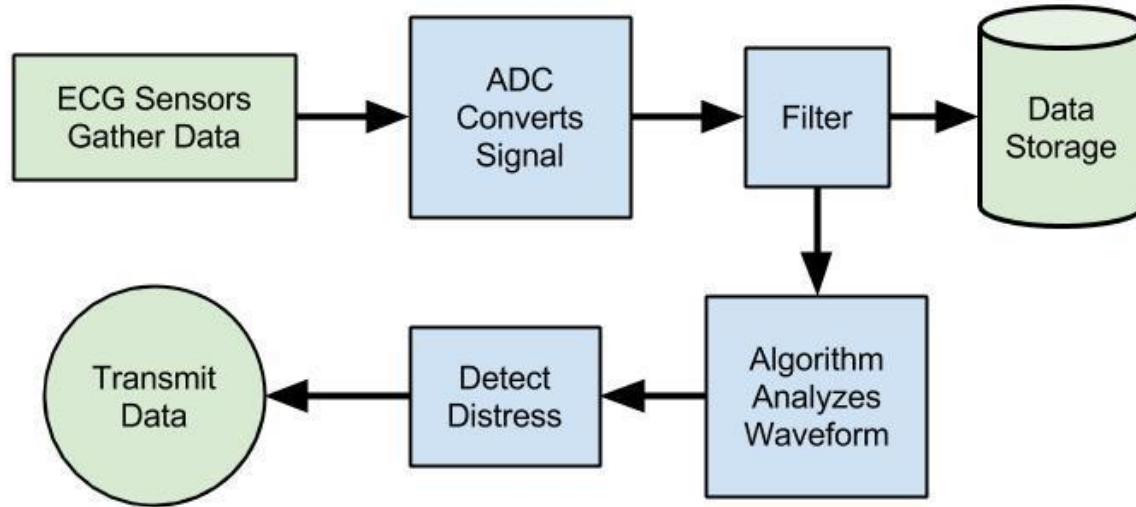 ECG Sensors
Gather Data
ADC
Converts
Signal
Filter
Data
Storage
Algorithm
Analyzes
Waveform
Detect
Distress
Transmit
Data